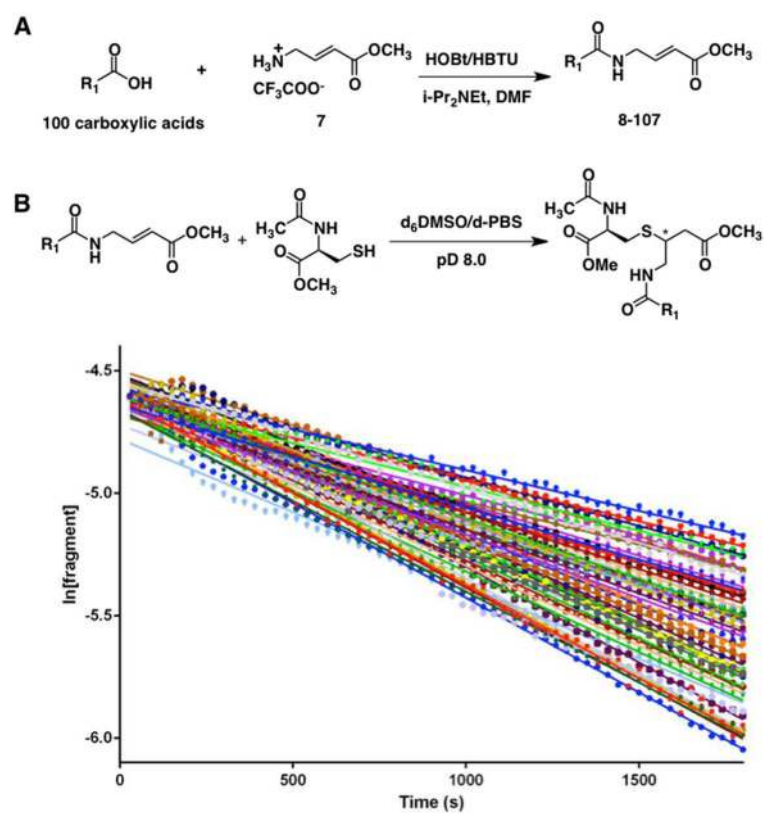 A
O
R1
OH
+
H3N+
OCH3
O
CF3COO-
HOBt/HBTU
i-Pr2NEt, DMF
O
R1
N
H
OCH3
O
100 carboxylic acids
7
8-107
B
O
R1
N
H
OCH3
O
+
O
H3C
NH
O
SH
OCH3
d6DMSO/d-PBS
pD 8.0
O
H3C
NH
O
OMe
S
*
OCH3
O
HN
O
R1
-4.5
-5.0
-5.5
-6.0
ln[fragment]
0
500
1000
1500
Time (s)